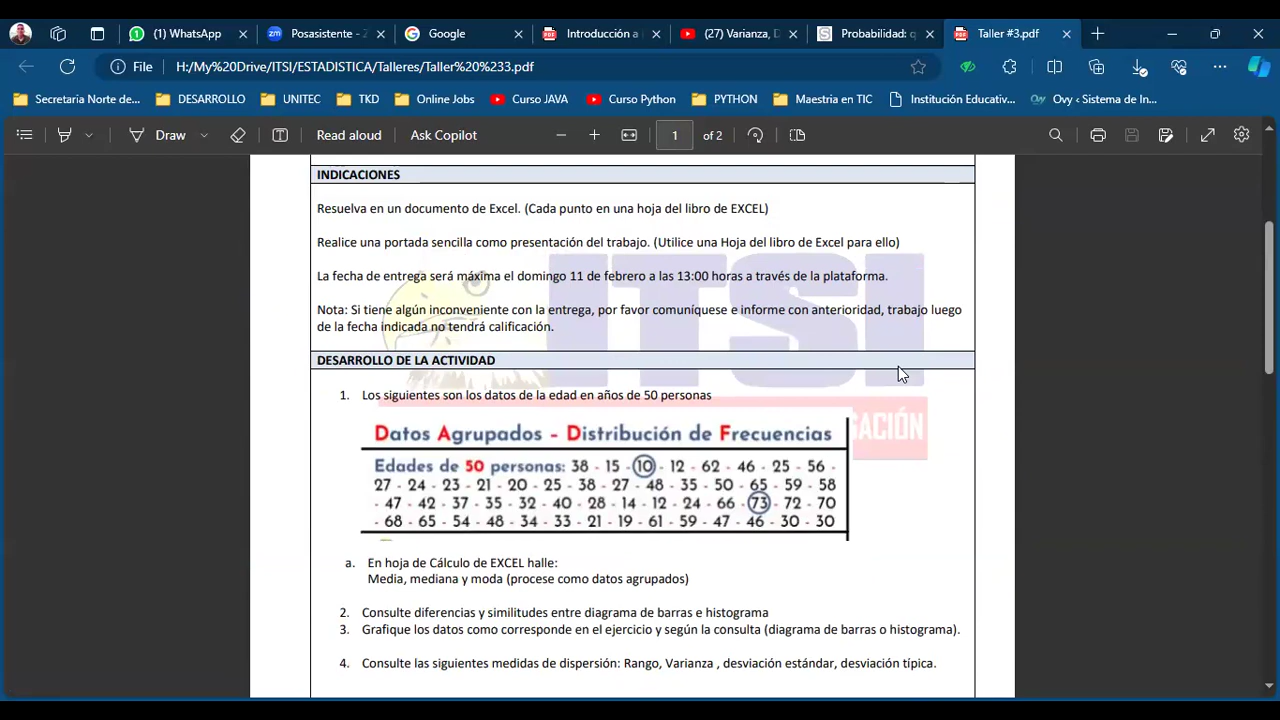 (1) WhatsApp
Posasistente - Z
Google
Introducción a
(27) Varianza, D
Probabilidad: q
Taller #3.pdf
File
H:/My%20Drive/ITSI/ESTADISTICA/Talleres/Taller%20%233.pdf
Secretaria Norte de...
DESARROLLO
UNITEC
TKD
Online Jobs
Curso JAVA
Curso Python
PYTHON
Maestria en TIC
Institución Educativ...
Ovy ‹ Sistema de In...
Draw
Read aloud
Ask Copilot
1
of 2
INDICACIONES
Resuelva en un documento de Excel. (Cada punto en una hoja del libro de EXCEL)
Realice una portada sencilla como presentación del trabajo. (Utilice una Hoja del libro de Excel para ello)
La fecha de entrega será máxima el domingo 11 de febrero a las 13:00 horas a través de la plataforma.
Nota: Si tiene algún inconveniente con la entrega, por favor comuníquese e informe con anterioridad, trabajo luego
de la fecha indicada no tendrá calificación.
ITSI
DESARROLLO DE LA ACTIVIDAD
1. Los siguientes son los datos de la edad en años de 50 personas
Datos Agrupados - Distribución de Frecuencias
Edades de 50 personas: 38 - 15 - 10 - 12 - 62 - 46 - 25 - 56 -
27 - 24 - 23 - 21 - 20 - 25 - 38 - 27 - 48 - 35 - 50 - 65 - 59 - 58
- 47 - 42 - 37 - 35 - 32 - 40 - 28 - 14 - 12 - 24 - 66 - 73 - 72 - 70
- 68 - 65 - 54 - 48 - 34 - 33 - 21 - 19 - 61 - 59 - 47 - 46 - 30 - 30
a. En hoja de Cálculo de EXCEL halle:
Media, mediana y moda (procese como datos agrupados)
2. Consulte diferencias y similitudes entre diagrama de barras e histograma
3. Grafique los datos como corresponde en el ejercicio y según la consulta (diagrama de barras o histograma).
4. Consulte las siguientes medidas de dispersión: Rango, Varianza , desviación estándar, desviación típica.